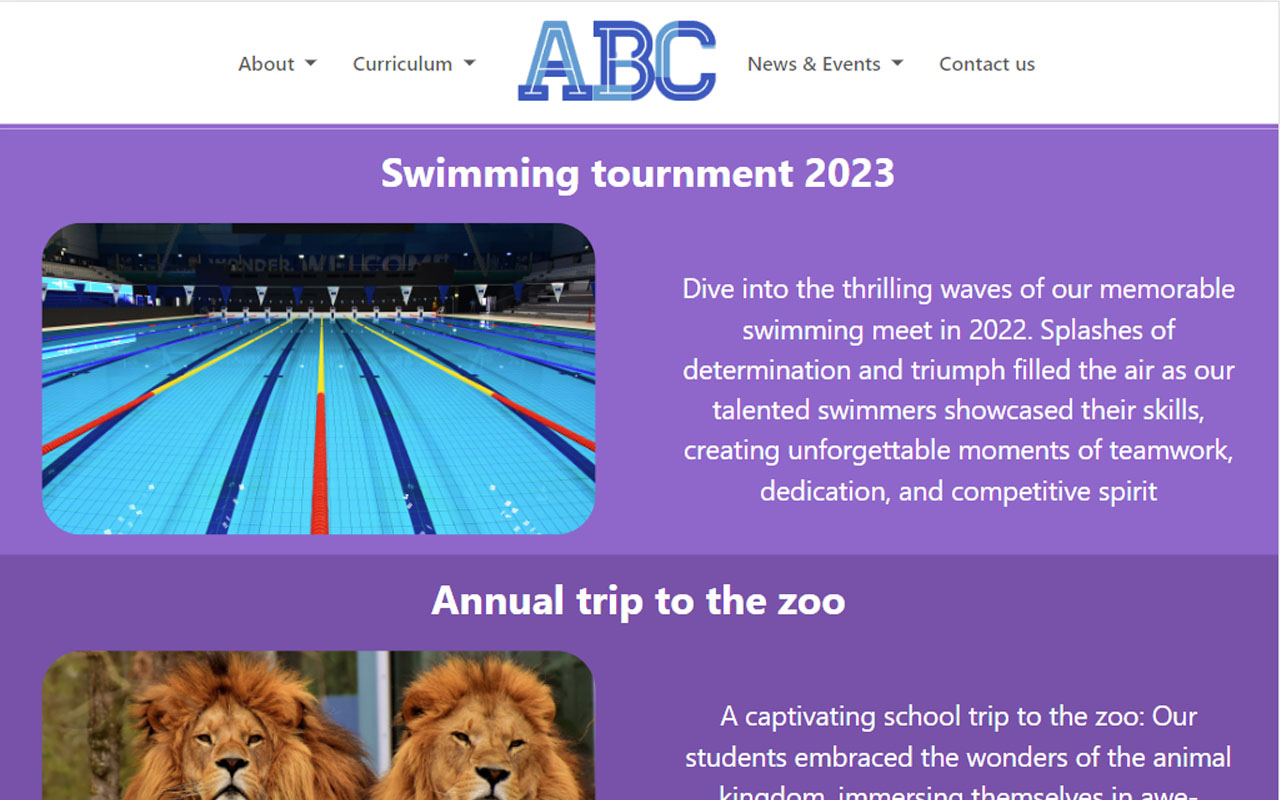 About
Curriculum
ABC
News & Events
Contact us
Swimming tournment 2023
WONDER. WELCOME
Dive into the thrilling waves of our memorable
swimming meet in 2022. Splashes of
determination and triumph filled the air as our
talented swimmers showcased their skills,
creating unforgettable moments of teamwork,
dedication, and competitive spirit
Annual trip to the zoo
A captivating school trip to the zoo: Our
students embraced the wonders of the animal
kingdom, immersing themselves in awe-